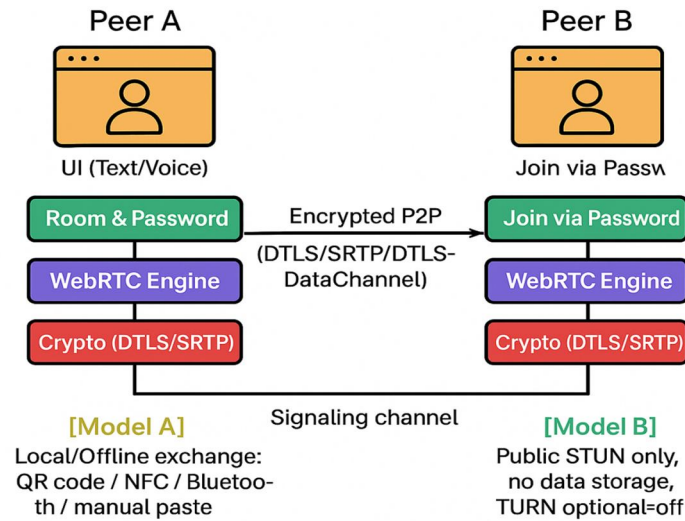 Peer A
Peer B
UI (Text/Voice)
Join via Passw
Room & Password
Encrypted P2P
(DTLS/SRTP/DTLS-
DataChannel)
Join via Password
WebRTC Engine
WebRTC Engine
Crypto (DTLS/SRTP)
Crypto (DTLS/SRTP)
Signaling channel
[Model A]
Local/Offline exchange:
QR code / NFC / Bluetoo-
th / manual paste
[Model B]
Public STUN only,
no data storage,
TURN optional=off